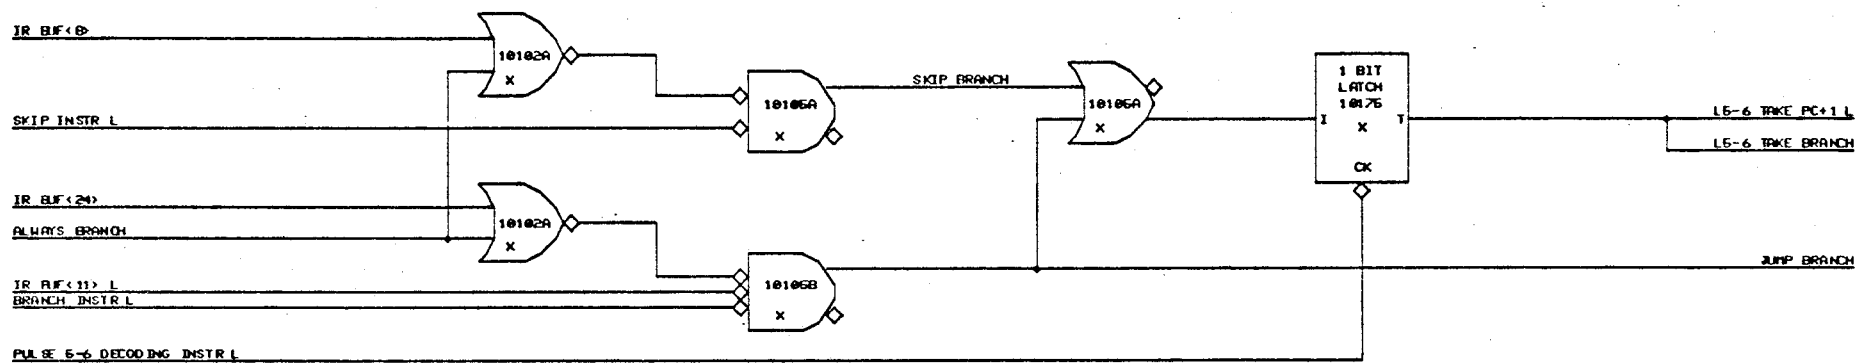 IR BUF<8>
10102A
X
SKIP INSTR L
10105A
X
SKIP BRANCH
10105A
X
1 BIT
LATCH
10175
X
I
T
CK
L5-6 TAKE PC+1 L
L5-6 TAKE BRANCH
IR BUF<24>
10102A
X
ALWAYS BRANCH
IR BUF<11> L
BRANCH INSTR L
10105B
X
JUMP BRANCH
PULSE 5-6 DECODING INSTR L